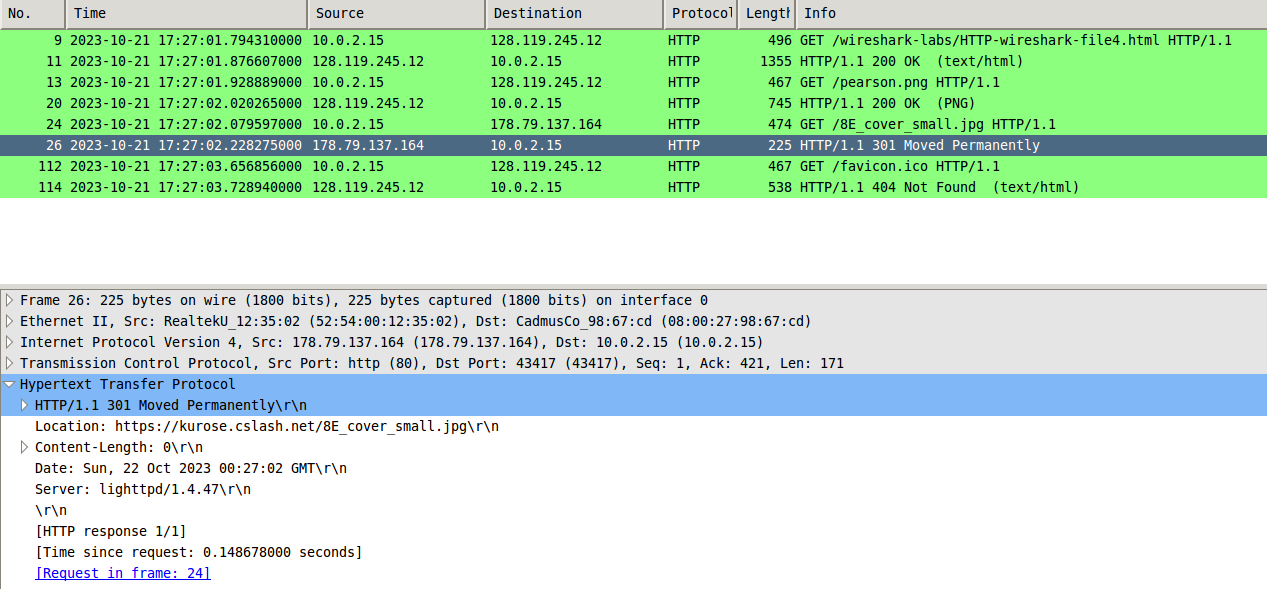 No. Time Source Destination Protocol Length Info
9 2023-10-21 17:27:01.794310000 10.0.2.15 128.119.245.12 HTTP 496 GET /wireshark-labs/HTTP-wireshark-file4.html HTTP/1.1
11 2023-10-21 17:27:01.876607000 128.119.245.12 10.0.2.15 HTTP 1355 HTTP/1.1 200 OK (text/html)
13 2023-10-21 17:27:01.928889000 10.0.2.15 128.119.245.12 HTTP 467 GET /pearson.png HTTP/1.1
20 2023-10-21 17:27:02.020265000 128.119.245.12 10.0.2.15 HTTP 745 HTTP/1.1 200 OK (PNG)
24 2023-10-21 17:27:02.079597000 10.0.2.15 178.79.137.164 HTTP 474 GET /8E_cover_small.jpg HTTP/1.1
26 2023-10-21 17:27:02.228275000 178.79.137.164 10.0.2.15 HTTP 225 HTTP/1.1 301 Moved Permanently
112 2023-10-21 17:27:03.656856000 10.0.2.15 128.119.245.12 HTTP 467 GET /favicon.ico HTTP/1.1
114 2023-10-21 17:27:03.728940000 128.119.245.12 10.0.2.15 HTTP 538 HTTP/1.1 404 Not Found (text/html)
Frame 26: 225 bytes on wire (1800 bits), 225 bytes captured (1800 bits) on interface 0
Ethernet II, Src: RealtekU_12:35:02 (52:54:00:12:35:02), Dst: CadmusCo_98:67:cd (08:00:27:98:67:cd)
Internet Protocol Version 4, Src: 178.79.137.164 (178.79.137.164), Dst: 10.0.2.15 (10.0.2.15)
Transmission Control Protocol, Src Port: http (80), Dst Port: 43417 (43417), Seq: 1, Ack: 421, Len: 171
Hypertext Transfer Protocol
HTTP/1.1 301 Moved Permanently\r\n
Location: https://kurose.cslash.net/8E_cover_small.jpg\r\n
Content-Length: 0\r\n
Date: Sun, 22 Oct 2023 00:27:02 GMT\r\n
Server: lighttpd/1.4.47\r\n
\r\n
[HTTP response 1/1]
[Time since request: 0.148678000 seconds]
[Request in frame: 24]